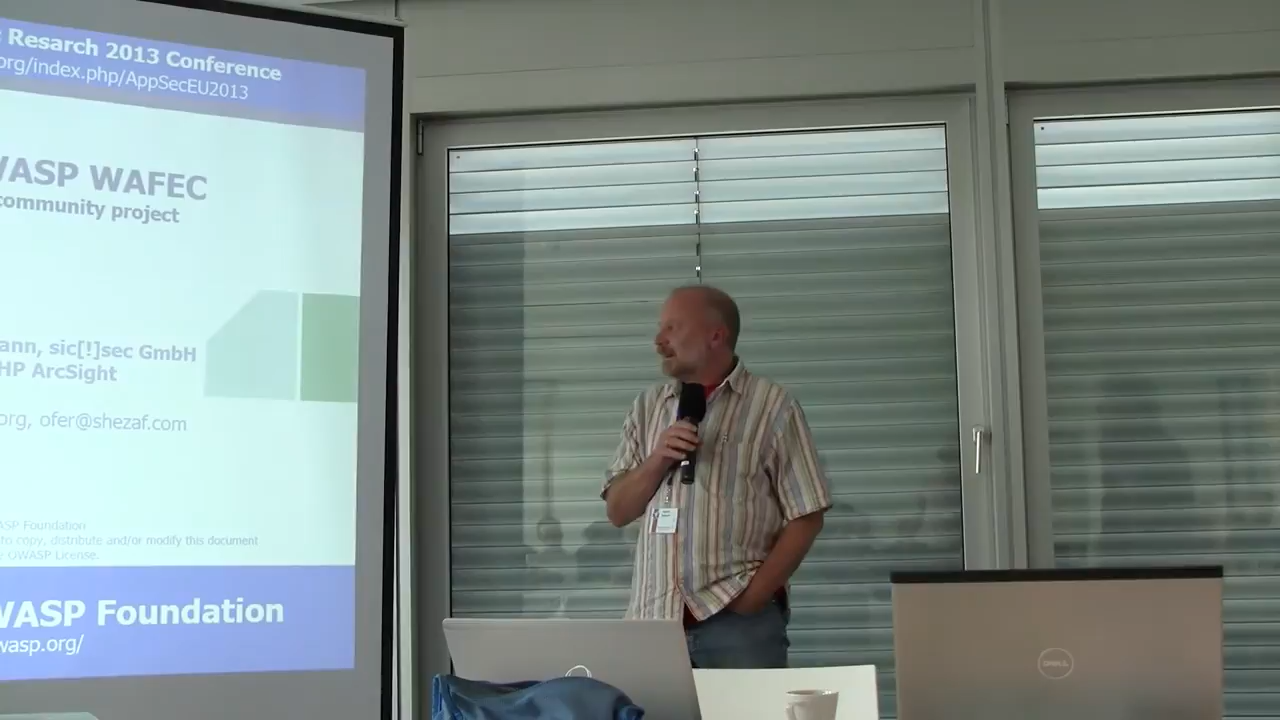 Resarch 2013 Conference
org/index.php/AppSecEU2013
WASP WAFEC
community project
ann, sic[!]sec GmbH
HP ArcSight
org, ofer@shezaf.com
ASP Foundation
to copy, distribute and/or modify this document
OWASP License.
WASP Foundation
wasp.org/
DELL